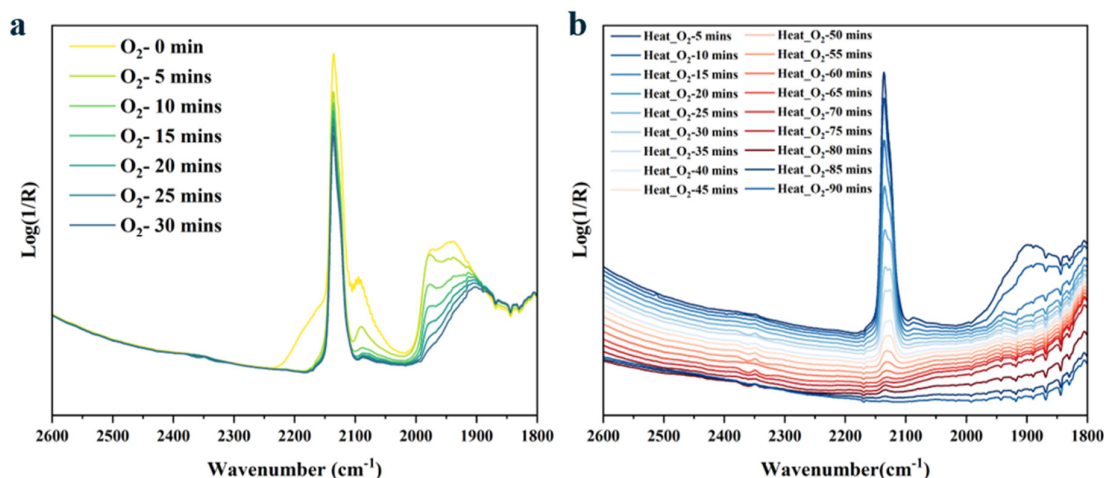 a
O₂- 0 min
O₂- 5 mins
O₂- 10 mins
O₂- 15 mins
O₂- 20 mins
O₂- 25 mins
O₂- 30 mins
Log(1/R)
2600 2500 2400 2300 2200 2100 2000 1900 1800
Wavenumber (cm⁻¹)
b
Heat_O₂-5 mins Heat_O₂-50 mins
Heat_O₂-10 mins Heat_O₂-55 mins
Heat_O₂-15 mins Heat_O₂-60 mins
Heat_O₂-20 mins Heat_O₂-65 mins
Heat_O₂-25 mins Heat_O₂-70 mins
Heat_O₂-30 mins Heat_O₂-75 mins
Heat_O₂-35 mins Heat_O₂-80 mins
Heat_O₂-40 mins Heat_O₂-85 mins
Heat_O₂-45 mins Heat_O₂-90 mins
Log(1/R)
2600 2500 2400 2300 2200 2100 2000 1900 1800
Wavenumber(cm⁻¹)